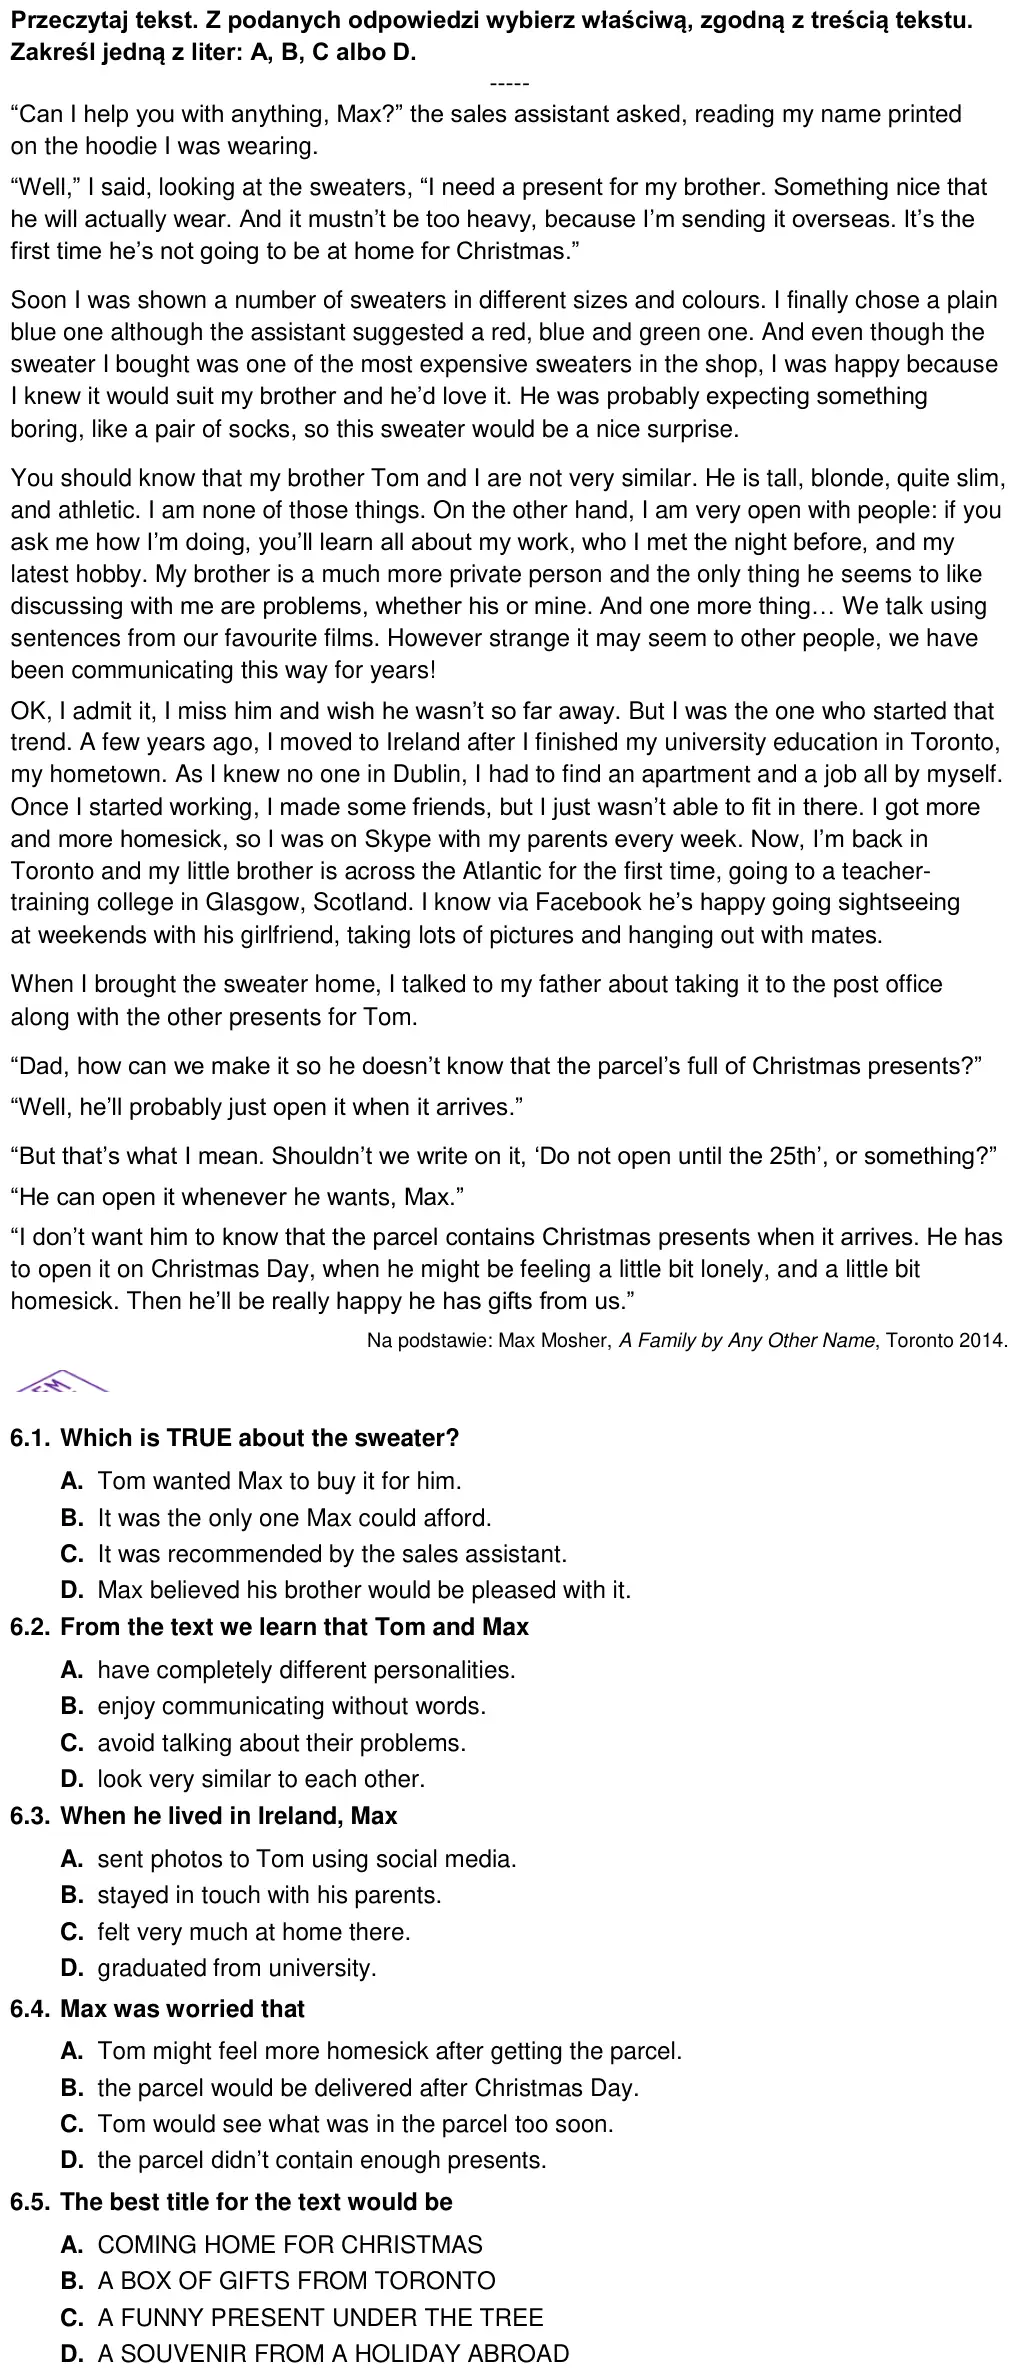 Przeczytaj tekst. Z podanych odpowiedzi wybierz właściwą, zgodną z treścią tekstu.
Zakreśl jedną z liter: A, B, C albo D.
-----
“Can I help you with anything, Max?” the sales assistant asked, reading my name printed
on the hoodie I was wearing.
“Well,” I said, looking at the sweaters, “I need a present for my brother. Something nice that
he will actually wear. And it mustn’t be too heavy, because I’m sending it overseas. It’s the
first time he’s not going to be at home for Christmas.”
Soon I was shown a number of sweaters in different sizes and colours. I finally chose a plain
blue one although the assistant suggested a red, blue and green one. And even though the
sweater I bought was one of the most expensive sweaters in the shop, I was happy because
I knew it would suit my brother and he’d love it. He was probably expecting something
boring, like a pair of socks, so this sweater would be a nice surprise.
You should know that my brother Tom and I are not very similar. He is tall, blonde, quite slim,
and athletic. I am none of those things. On the other hand, I am very open with people: if you
ask me how I’m doing, you’ll learn all about my work, who I met the night before, and my
latest hobby. My brother is a much more private person and the only thing he seems to like
discussing with me are problems, whether his or mine. And one more thing… We talk using
sentences from our favourite films. However strange it may seem to other people, we have
been communicating this way for years!
OK, I admit it, I miss him and wish he wasn’t so far away. But I was the one who started that
trend. A few years ago, I moved to Ireland after I finished my university education in Toronto,
my hometown. As I knew no one in Dublin, I had to find an apartment and a job all by myself.
Once I started working, I made some friends, but I just wasn’t able to fit in there. I got more
and more homesick, so I was on Skype with my parents every week. Now, I’m back in
Toronto and my little brother is across the Atlantic for the first time, going to a teacher-
training college in Glasgow, Scotland. I know via Facebook he’s happy going sightseeing
at weekends with his girlfriend, taking lots of pictures and hanging out with mates.
When I brought the sweater home, I talked to my father about taking it to the post office
along with the other presents for Tom.
“Dad, how can we make it so he doesn’t know that the parcel’s full of Christmas presents?”
“Well, he’ll probably just open it when it arrives.”
“But that’s what I mean. Shouldn’t we write on it, ‘Do not open until the 25th’, or something?”
“He can open it whenever he wants, Max.”
“I don’t want him to know that the parcel contains Christmas presents when it arrives. He has
to open it on Christmas Day, when he might be feeling a little bit lonely, and a little bit
homesick. Then he’ll be really happy he has gifts from us.”
Na podstawie: Max Mosher, A Family by Any Other Name, Toronto 2014.
6.1. Which is TRUE about the sweater?
A. Tom wanted Max to buy it for him.
B. It was the only one Max could afford.
C. It was recommended by the sales assistant.
D. Max believed his brother would be pleased with it.
6.2. From the text we learn that Tom and Max
A. have completely different personalities.
B. enjoy communicating without words.
C. avoid talking about their problems.
D. look very similar to each other.
6.3. When he lived in Ireland, Max
A. sent photos to Tom using social media.
B. stayed in touch with his parents.
C. felt very much at home there.
D. graduated from university.
6.4. Max was worried that
A. Tom might feel more homesick after getting the parcel.
B. the parcel would be delivered after Christmas Day.
C. Tom would see what was in the parcel too soon.
D. the parcel didn’t contain enough presents.
6.5. The best title for the text would be
A. COMING HOME FOR CHRISTMAS
B. A BOX OF GIFTS FROM TORONTO
C. A FUNNY PRESENT UNDER THE TREE
D. A SOUVENIR FROM A HOLIDAY ABROAD